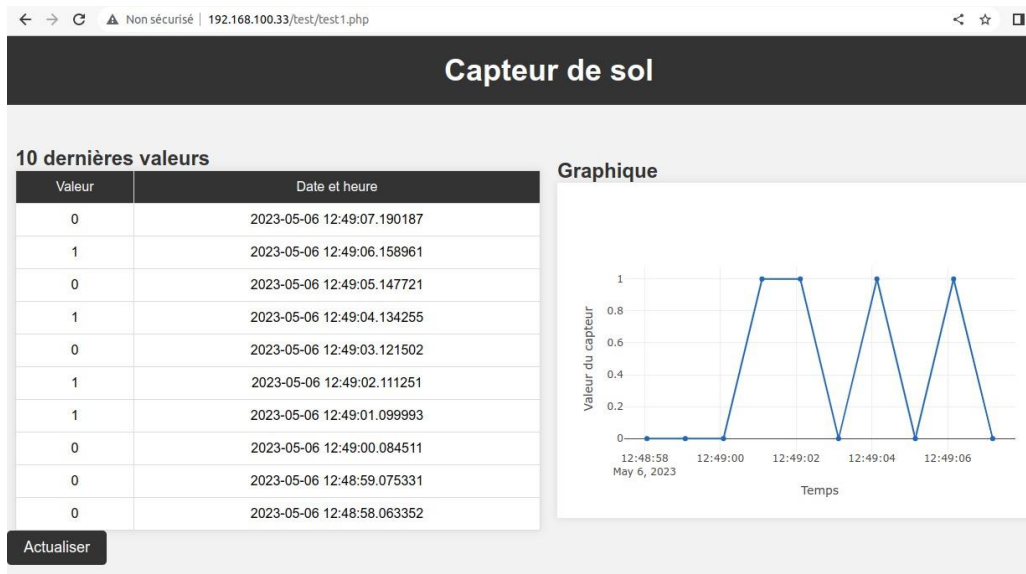 Non sécurisé | 192.168.100.33/test/test1.php
Capteur de sol
10 dernières valeurs
Valeur Date et heure
0 2023-05-06 12:49:07.190187
1 2023-05-06 12:49:06.158961
0 2023-05-06 12:49:05.147721
1 2023-05-06 12:49:04.134255
0 2023-05-06 12:49:03.121502
1 2023-05-06 12:49:02.111251
1 2023-05-06 12:49:01.099993
0 2023-05-06 12:49:00.084511
0 2023-05-06 12:48:59.075331
0 2023-05-06 12:48:58.063352
Actualiser
Graphique
Valeur du capteur
1
0.8
0.6
0.4
0.2
0
12:48:58 12:49:00 12:49:02 12:49:04 12:49:06
May 6, 2023
Temps